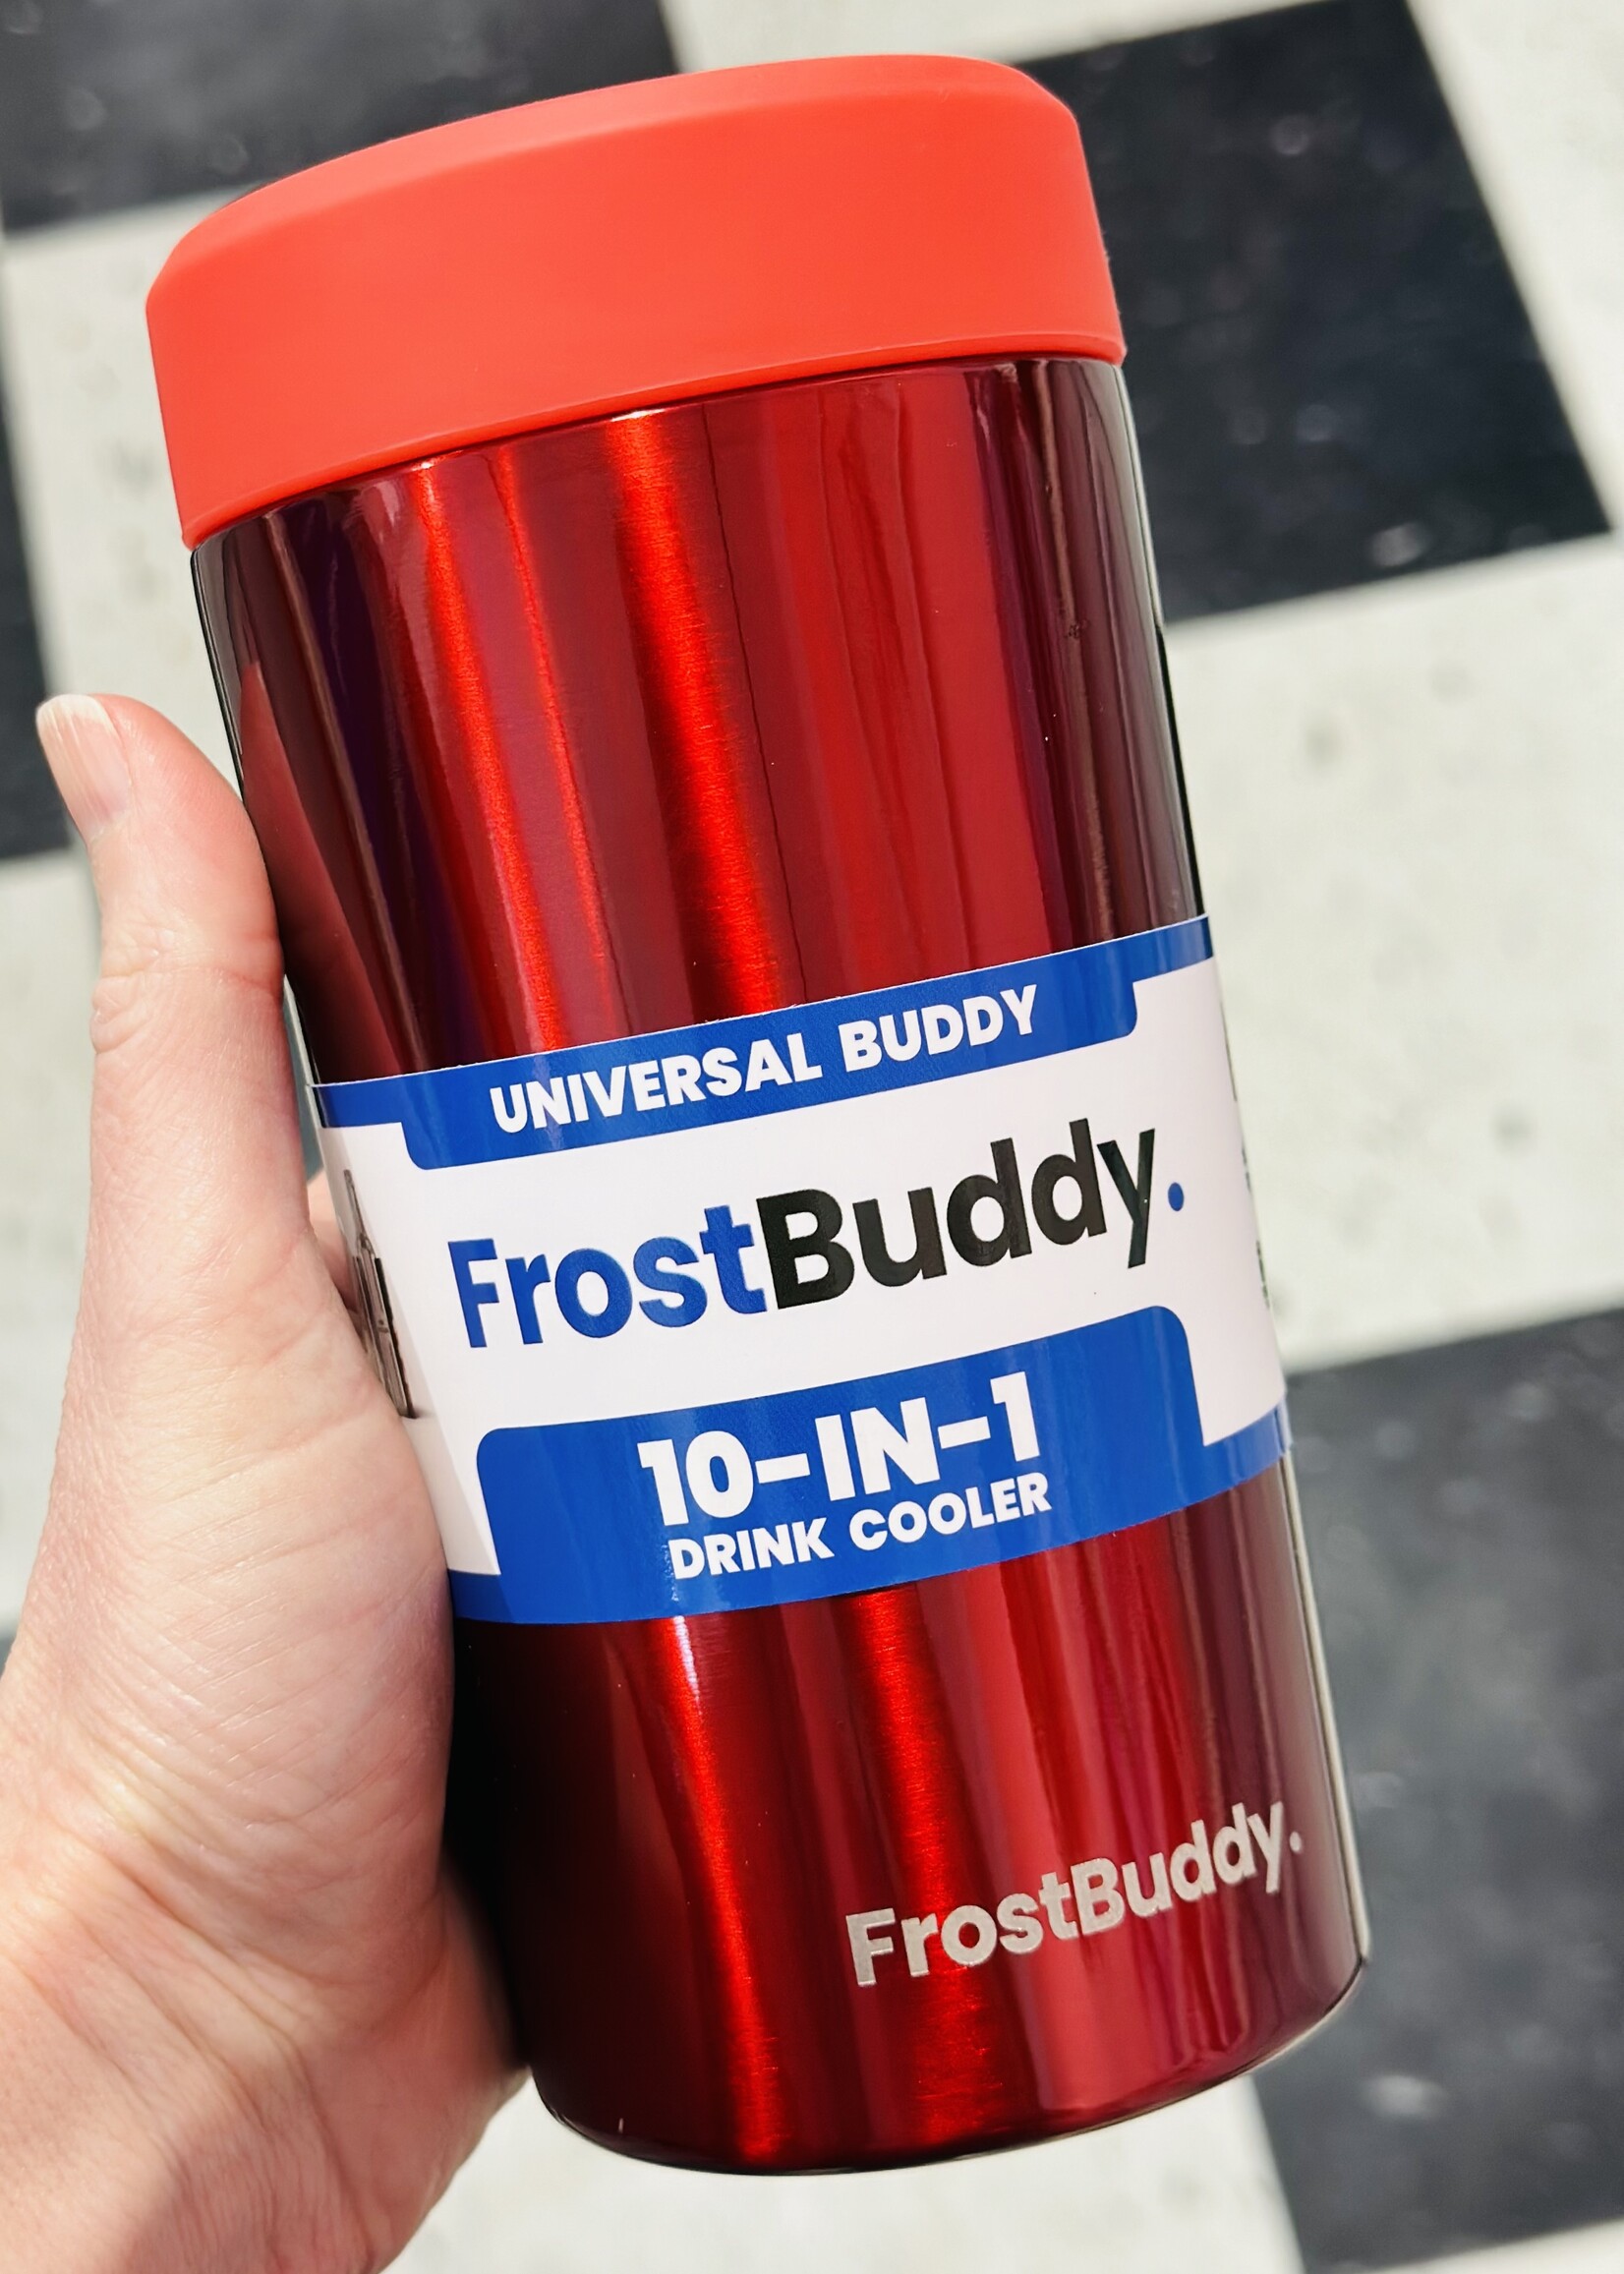 UNIVERSAL BUDDY
FrostBuddy.
10-IN-1
DRINK COOLER
FrostBuddy.